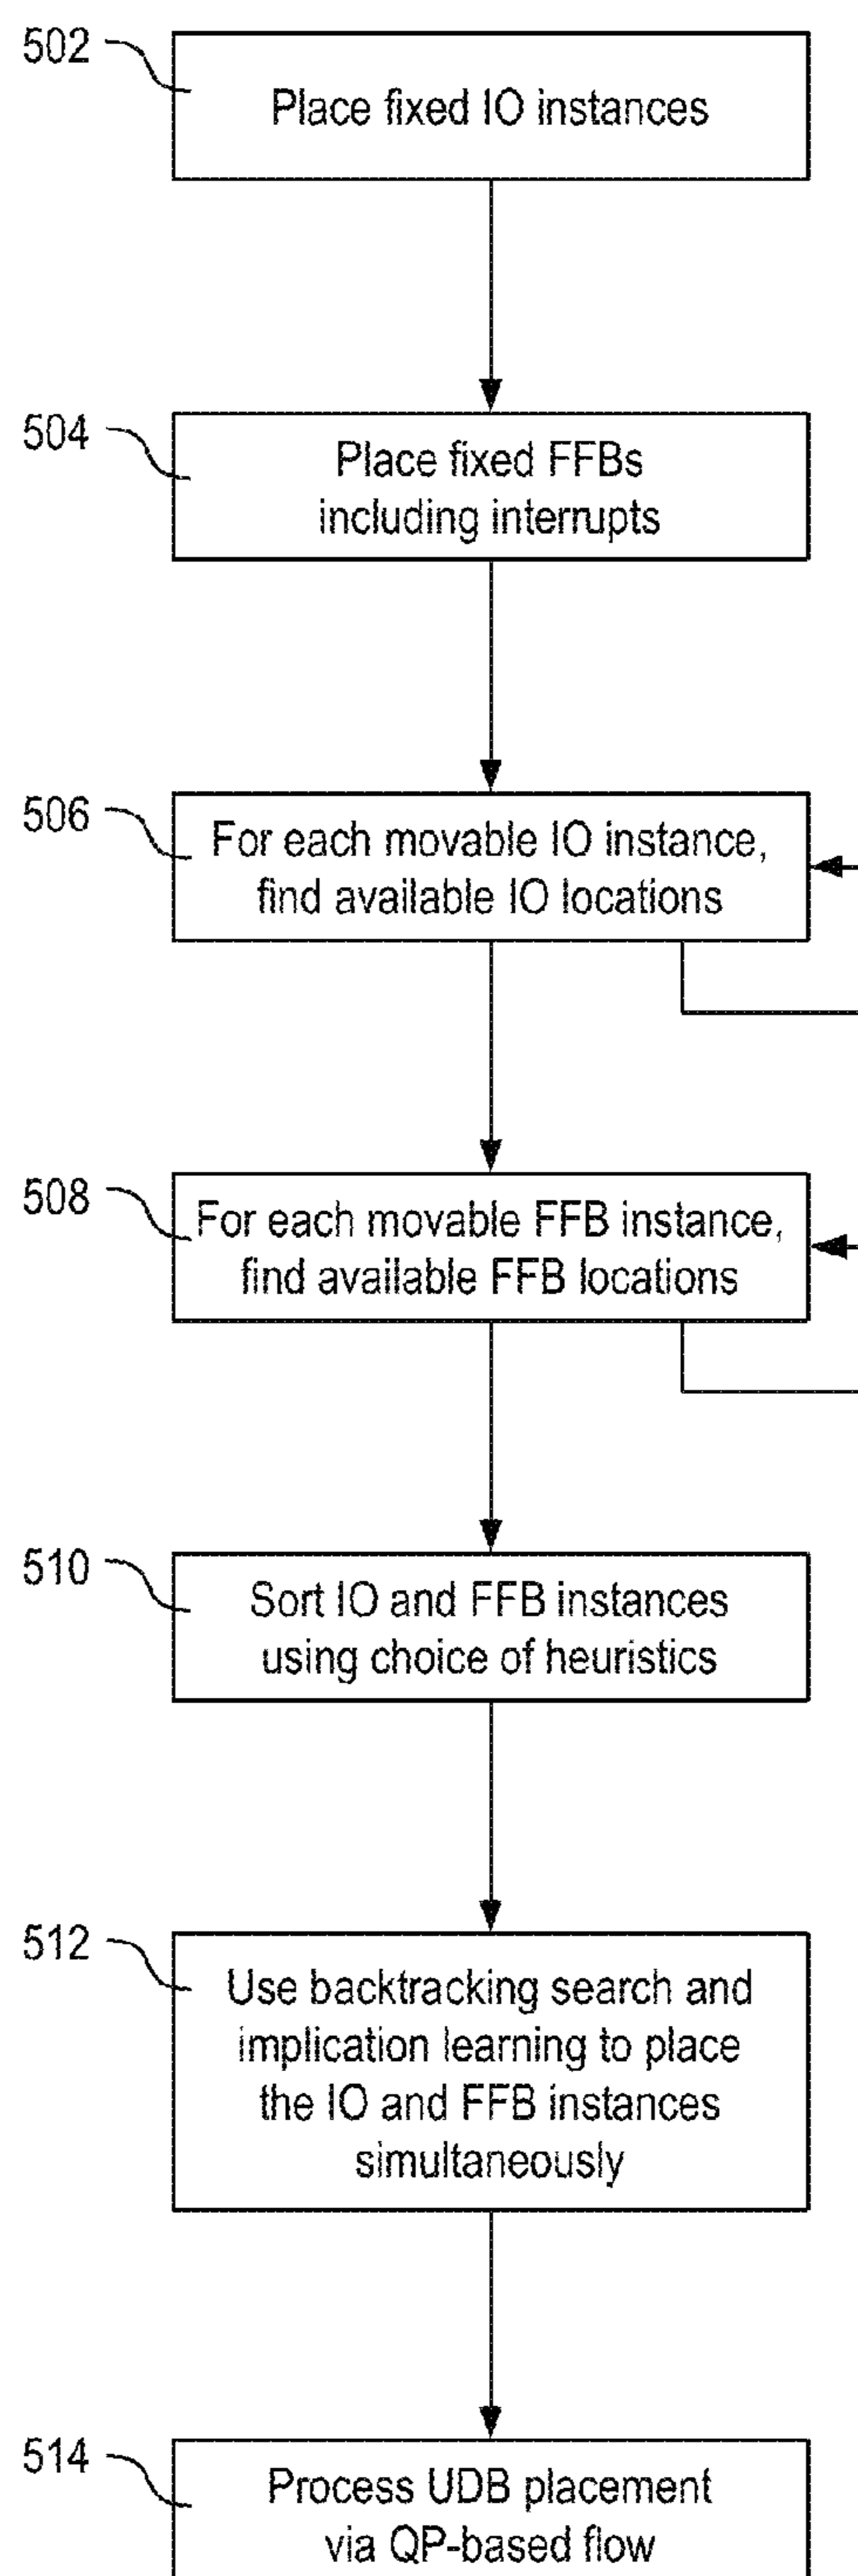 502
Place fixed IO instances
504
Place fixed FFBs
including interrupts
506
For each movable IO instance,
find available IO locations
508
For each movable FFB instance,
find available FFB locations
510
Sort IO and FFB instances
using choice of heuristics
512
Use backtracking search and
implication learning to place
the IO and FFB instances
simultaneously
514
Process UDB placement
via QP-based flow